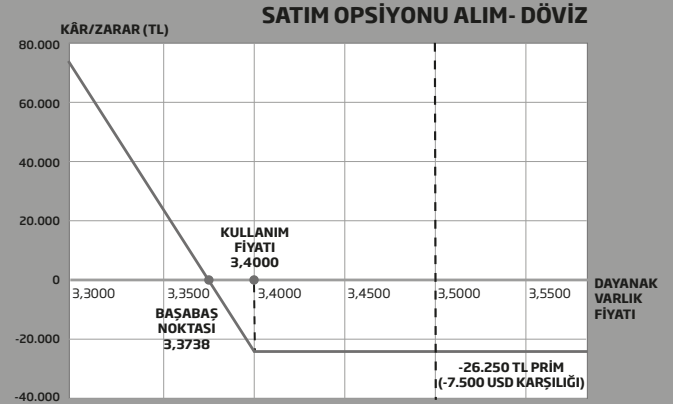 SATIM OPSİYONU ALIM- DÖVİZ
KÂR/ZARAR (TL)
80.000
60.000
40.000
20.000
0
-20.000
-40.000
KULLANIM
FİYATI
3,4000
3,3000 3,3500 3,4000 3,4500 3,5000 3,5500
DAYANAK
VARLIK
FİYATI
BAŞABAŞ
NOKTASI
3,3738
-26.250 TL PRİM
(-7.500 USD KARŞILIĞI)